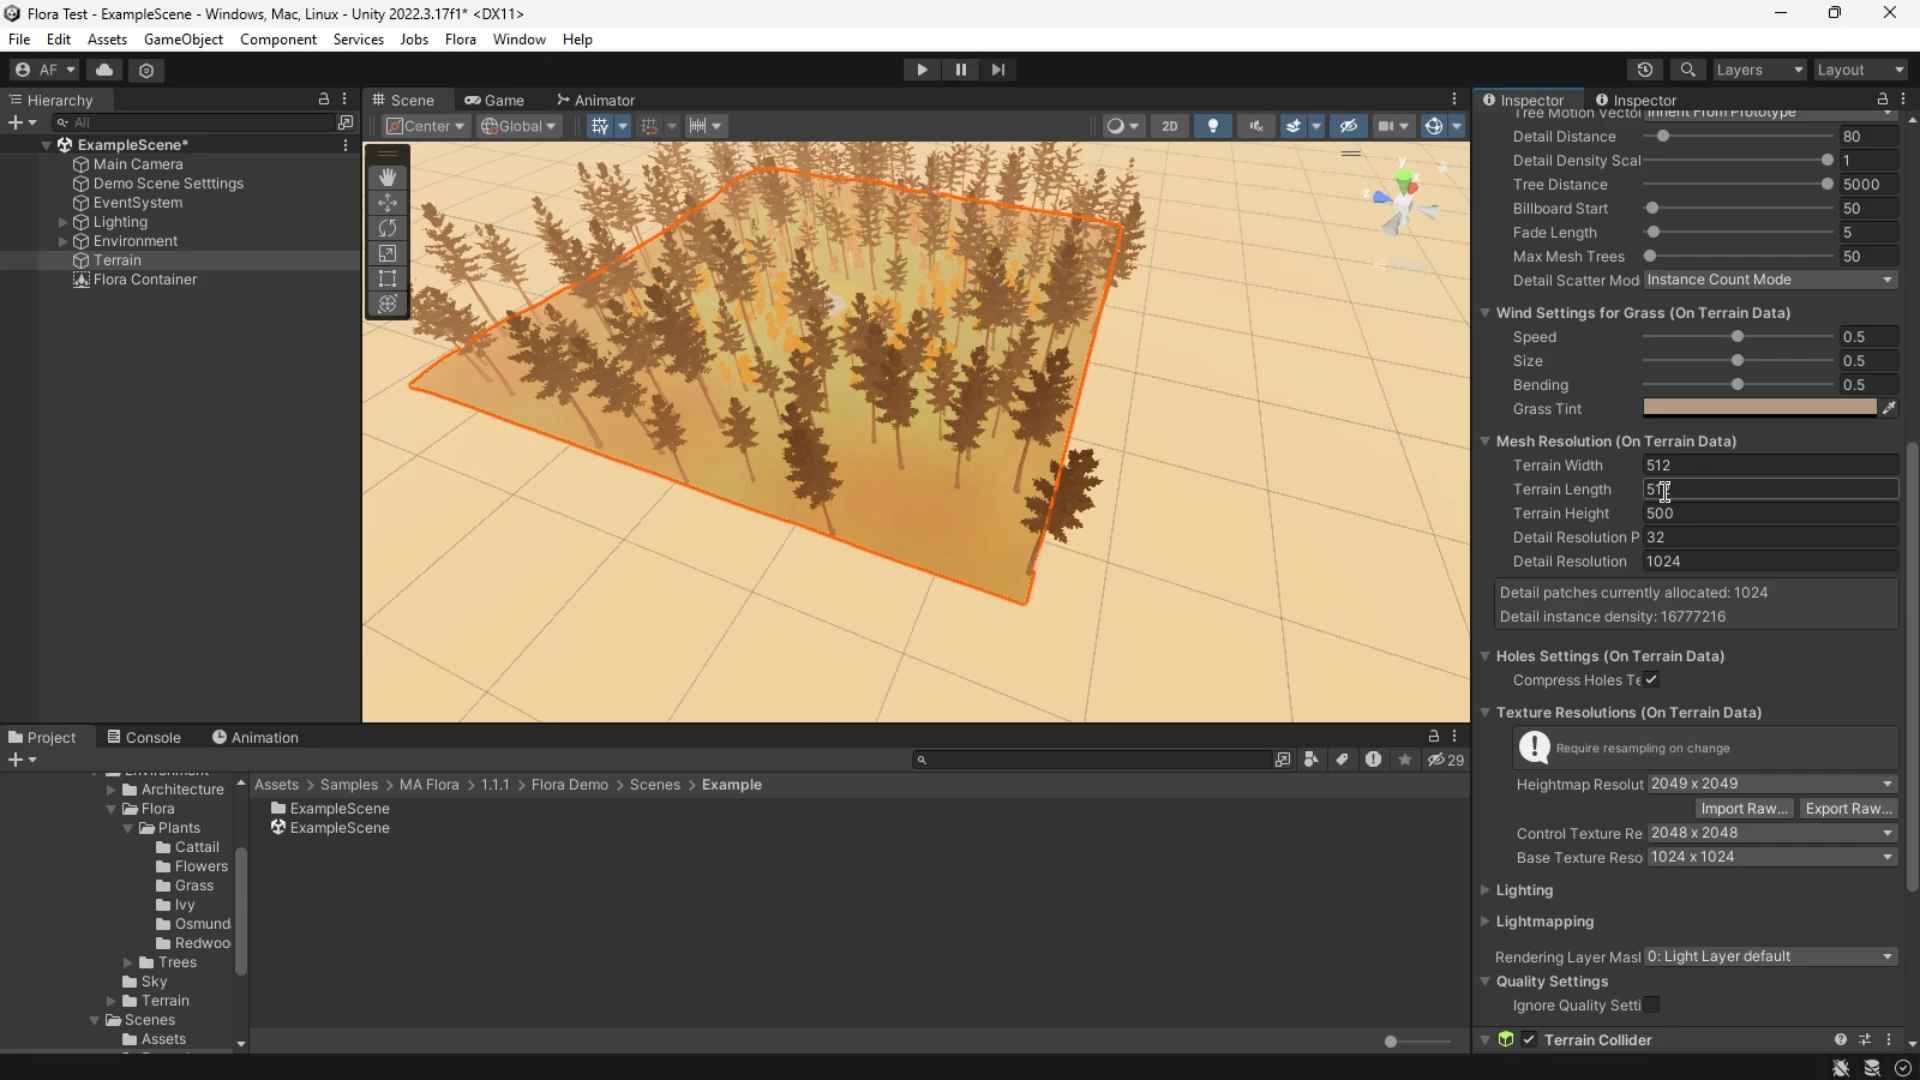 Flora Test - ExampleScene - Windows, Mac, Linux - Unity 2022.3.17f1* <DX11>
File Edit Assets GameObject Component Services Jobs Flora Window Help
AF
Layers
Layout
Hierarchy
All
ExampleScene*
Main Camera
Demo Scene Setttings
EventSystem
Lighting
Environment
Terrain
Flora Container
Scene
Game
Animator
Center
Global
2D
y
x
z
Inspector
Inspector
Tree Motion Vector Inherit From Prototype
Detail Distance 80
Detail Density Scal 1
Tree Distance 5000
Billboard Start 50
Fade Length 5
Max Mesh Trees 50
Detail Scatter Mod Instance Count Mode
Wind Settings for Grass (On Terrain Data)
Speed 0.5
Size 0.5
Bending 0.5
Grass Tint
Mesh Resolution (On Terrain Data)
Terrain Width 512
Terrain Length 512
Terrain Height 500
Detail Resolution P 32
Detail Resolution 1024
Detail patches currently allocated: 1024
Detail instance density: 16777216
Holes Settings (On Terrain Data)
Compress Holes Te
Texture Resolutions (On Terrain Data)
Require resampling on change
Heightmap Resolut 2049 x 2049
Import Raw... Export Raw...
Control Texture Re 2048 x 2048
Base Texture Reso 1024 x 1024
Lighting
Lightmapping
Rendering Layer Masl 0: Light Layer default
Quality Settings
Ignore Quality Setti
Terrain Collider
Project
Console
Animation
29
Architecture
Flora
Plants
Cattail
Flowers
Grass
Ivy
Osmund
Redwoo
Trees
Sky
Terrain
Scenes
Assets
Assets > Samples > MA Flora > 1.1.1 > Flora Demo > Scenes > Example
ExampleScene
ExampleScene